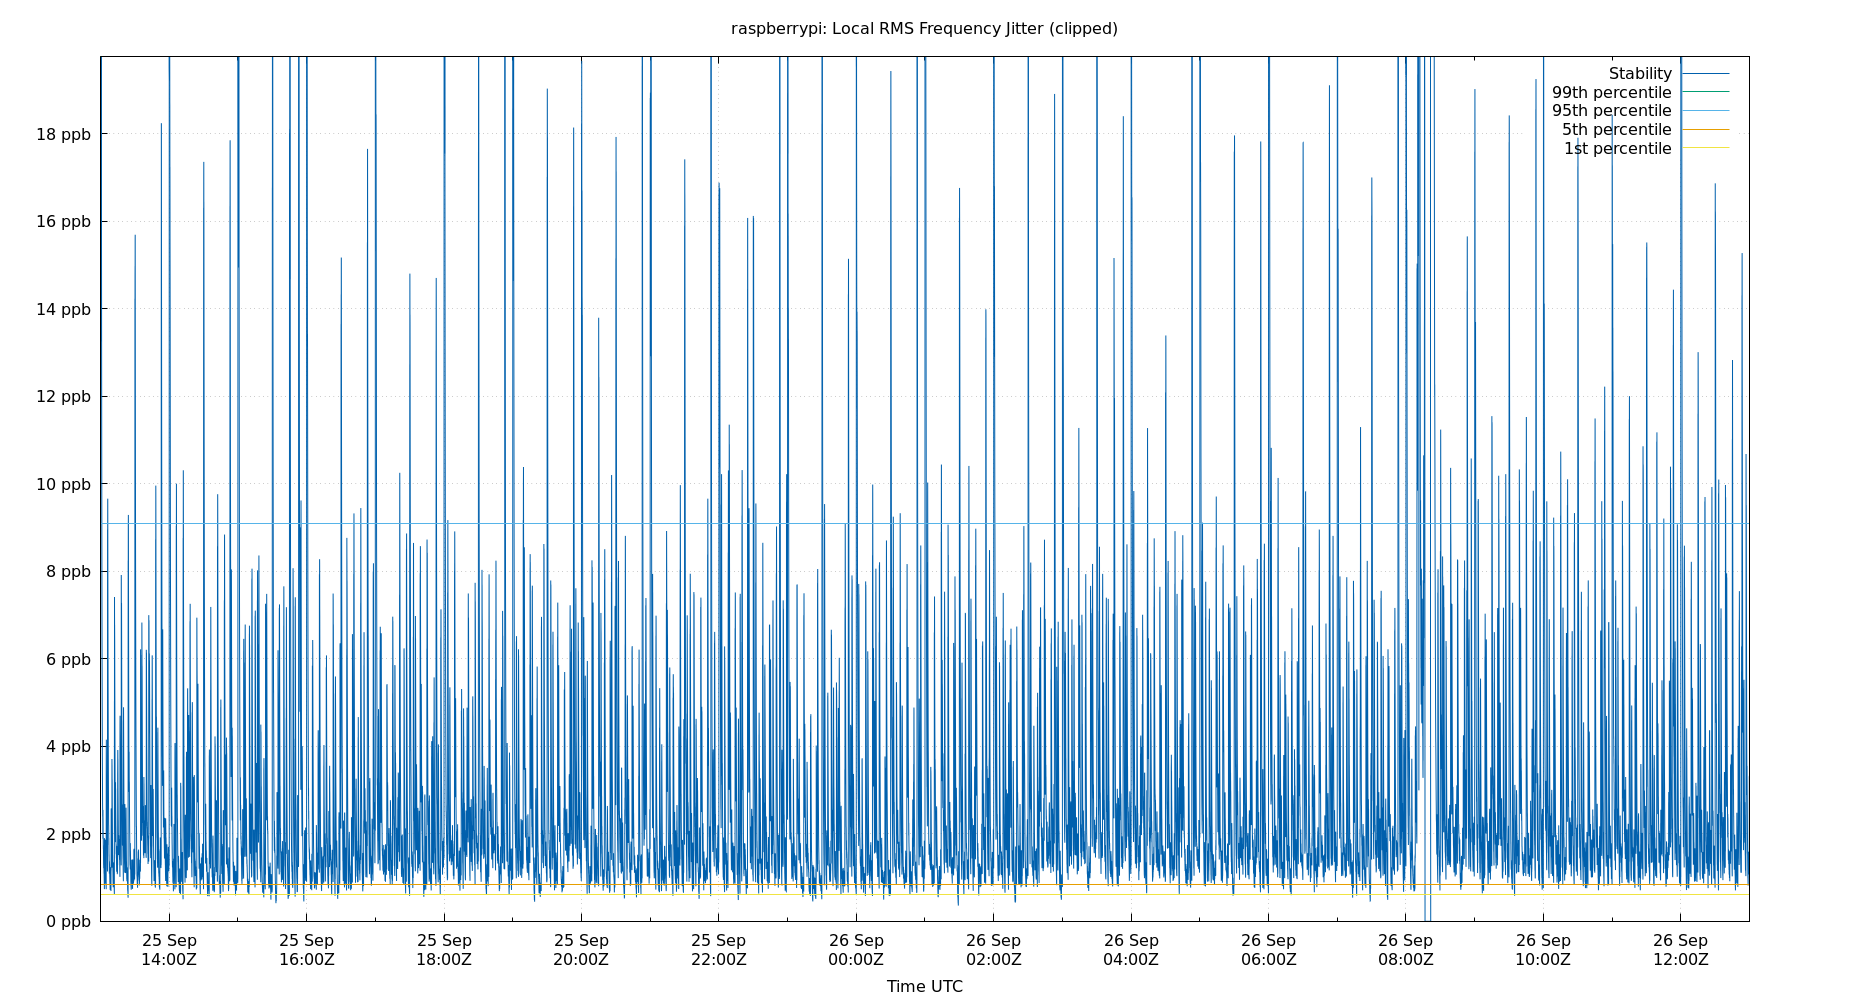 raspberrypi: Local RMS Frequency Jitter (clipped)
Stability
99th percentile
95th percentile
5th percentile
1st percentile
18 ppb
16 ppb
14 ppb
12 ppb
10 ppb
8 ppb
6 ppb
4 ppb
2 ppb
0 ppb
25 Sep 25 Sep 25 Sep 25 Sep 25 Sep 26 Sep 26 Sep 26 Sep 26 Sep 26 Sep 26 Sep 26 Sep
14:00Z 16:00Z 18:00Z 20:00Z 22:00Z 00:00Z 02:00Z 04:00Z 06:00Z 08:00Z 10:00Z 12:00Z
Time UTC